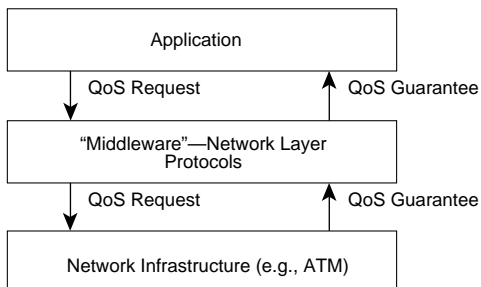 Application
QoS Request
QoS Guarantee
“Middleware”—Network Layer
Protocols
QoS Request
QoS Guarantee
Network Infrastructure (e.g., ATM)